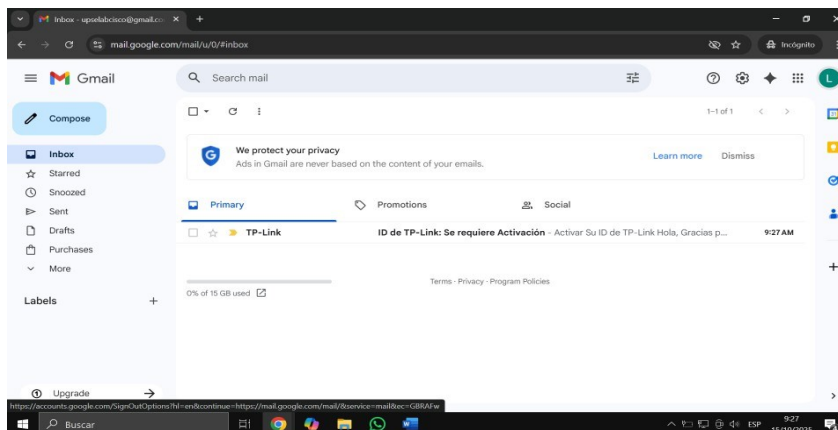 Inbox - upselabcisco@gmail.co
mail.google.com/mail/u/0/#inbox
Incógnito
Gmail
Search mail
Compose
1-1 of 1
We protect your privacy
Ads in Gmail are never based on the content of your emails.
Learn more Dismiss
Inbox
Starred
Snoozed
Sent
Drafts
Purchases
More
Labels
Primary Promotions Social
TP-Link ID de TP-Link: Se requiere Activación - Activar Su ID de TP-Link Hola, Gracias p... 9:27 AM
Terms · Privacy · Program Policies
0% of 15 GB used
Upgrade
https://accounts.google.com/SignOutOptions?hl=en&continue=https://mail.google.com/mail/&service=mail&ec=GBRAFw
Buscar
ESP
9:27
15/10/2025
L